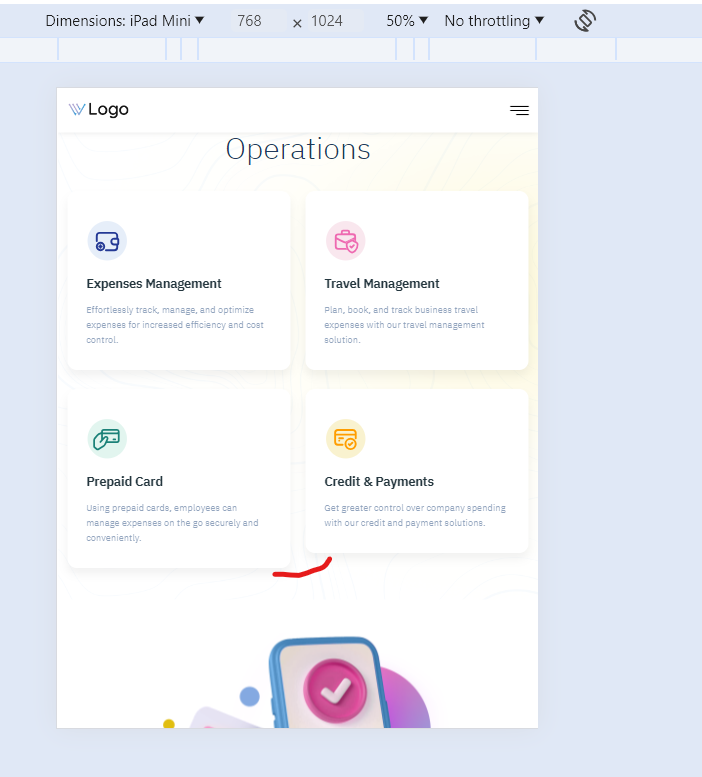 Dimensions: iPad Mini ▼ 768 × 1024 50% ▼ No throttling ▼
Logo
Operations
Expenses Management
Effortlessly track, manage, and optimize
expenses for increased efficiency and cost
control.
Travel Management
Plan, book, and track business travel
expenses with our travel management
solution.
Prepaid Card
Using prepaid cards, employees can
manage expenses on the go securely and
conveniently.
Credit & Payments
Get greater control over company spending
with our credit and payment solutions.